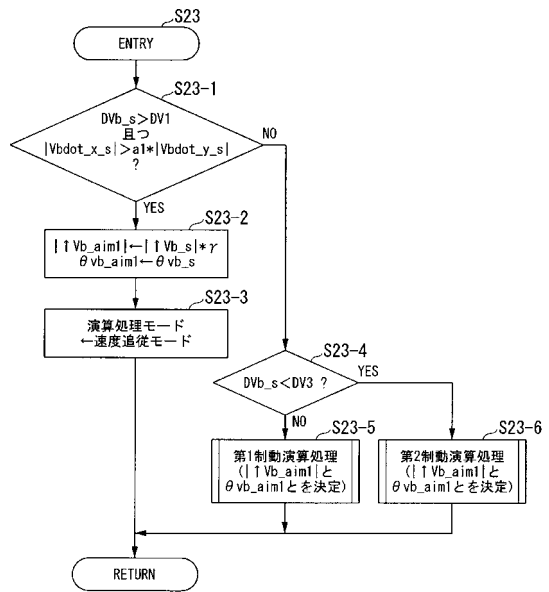 S23
ENTRY
S23-1
DVb_s>DV1
且つ
|Vbdot_x_s|>a1*|Vbdot_y_s|
?
NO
YES
S23-2
|↑Vb_aim1|←|↑Vb_s|*γ
θvb_aim1←θvb_s
S23-3
演算処理モード
←速度追従モード
S23-4
DVb_s<DV3 ?
YES
NO
S23-5
第1制動演算処理
(|↑Vb_aim1|と
θvb_aim1とを決定)
S23-6
第2制動演算処理
(|↑Vb_aim1|と
θvb_aim1とを決定)
RETURN